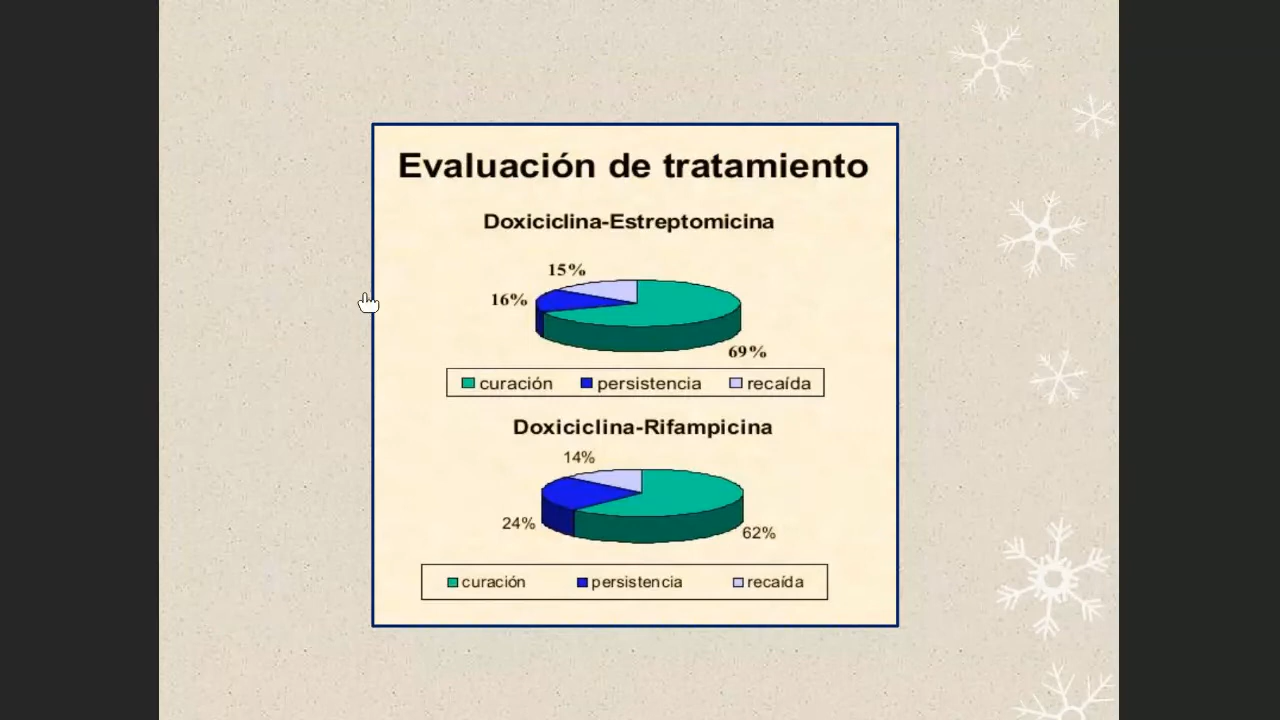 Evaluación de tratamiento
Doxiciclina-Estreptomicina
15%
16%
69%
curación persistencia recaída
Doxiciclina-Rifampicina
14%
24%
62%
curación persistencia recaída